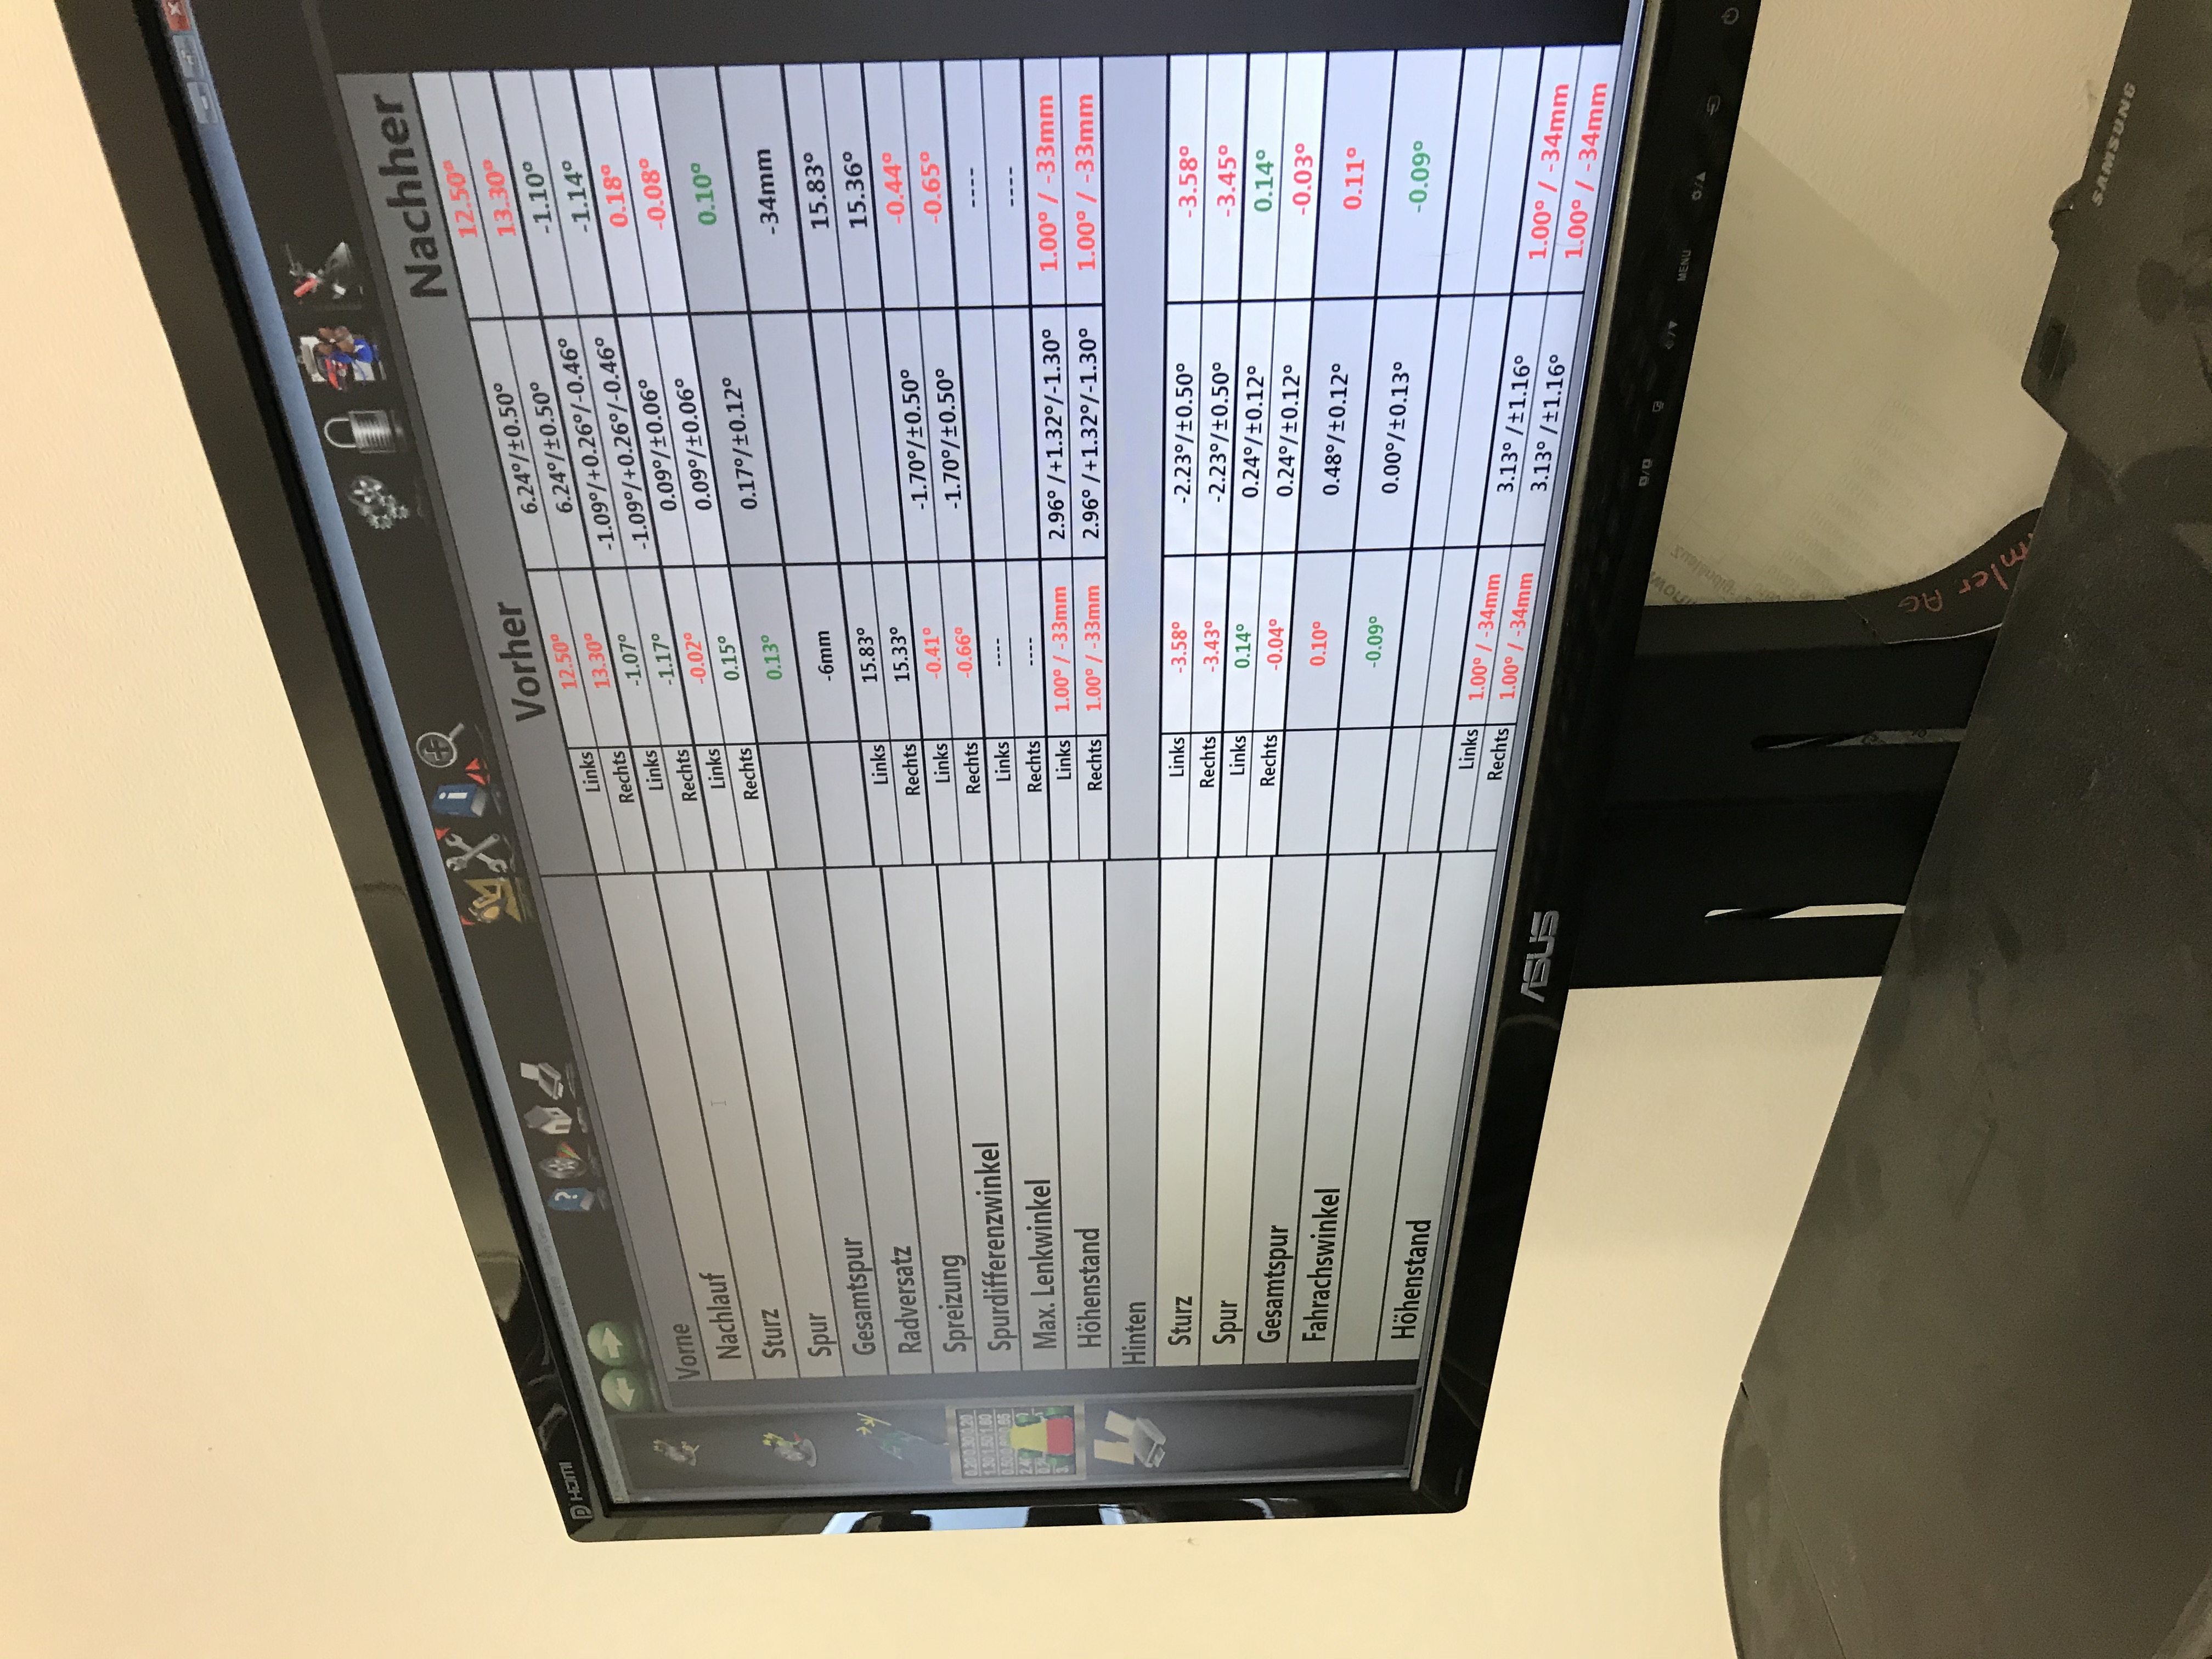 HDMI
Vorher Nachher
Vorne
Nachlauf Links 12.50° 6.24°/±0.50° 12.50°
Rechts 13.30° 6.24°/±0.50° 13.30°
Sturz Links -1.07° -1.09°/+0.26°/-0.46° -1.10°
Rechts -1.17° -1.09°/+0.26°/-0.46° -1.14°
Spur Links -0.02° 0.09°/±0.06° 0.18°
Rechts 0.15° 0.09°/±0.06° -0.08°
Gesamtspur 0.13° 0.17°/±0.12° 0.10°
Radversatz -6mm -34mm
Spreizung Links 15.83° 15.83°
Rechts 15.33° 15.36°
Spurdifferenzwinkel Links -0.41° -1.70°/±0.50° -0.44°
Rechts -0.66° -1.70°/±0.50° -0.65°
Max. Lenkwinkel Links ---- ----
Rechts ---- ----
Höhenstand Links 1.00° / -33mm 2.96° /+1.32°/-1.30° 1.00° / -33mm
Rechts 1.00° / -33mm 2.96° /+1.32°/-1.30° 1.00° / -33mm
Hinten
Sturz Links -3.58° -2.23°/±0.50° -3.58°
Rechts -3.43° -2.23°/±0.50° -3.45°
Spur Links 0.14° 0.24°/±0.12° 0.14°
Rechts -0.04° 0.24°/±0.12° -0.03°
Gesamtspur 0.10° 0.48°/±0.12° 0.11°
Fahrachswinkel -0.09° 0.00°/±0.13° -0.09°
Höhenstand Links 1.00° / -34mm 3.13° /±1.16° 1.00° / -34mm
Rechts 1.00° / -34mm 3.13° /±1.16° 1.00° / -34mm
ASUS
MENU
AG
SAMSUNG